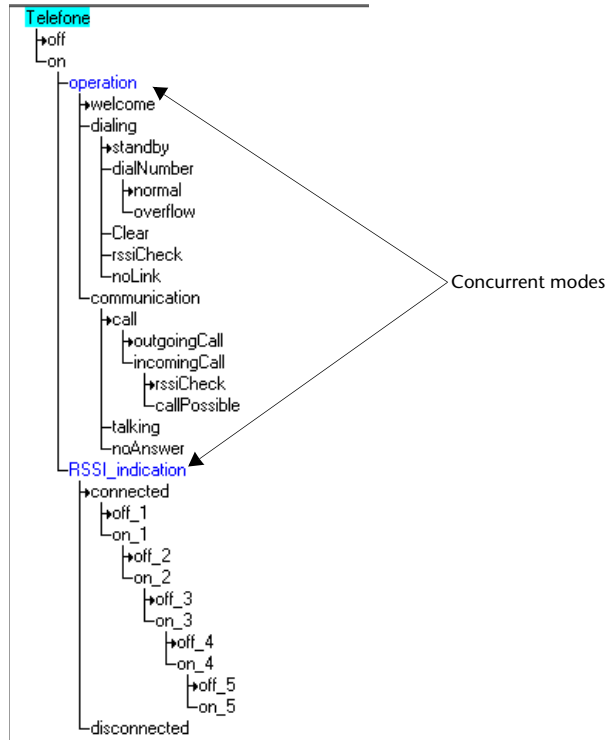 Telefone
off
on
operation
welcome
dialing
standby
dialNumber
normal
overflow
Clear
rssiCheck
noLink
communication
call
outgoingCall
incomingCall
rssiCheck
callPossible
talking
noAnswer
RSSI_indication
connected
off_1
on_1
off_2
on_2
off_3
on_3
off_4
on_4
off_5
on_5
disconnected
Concurrent modes